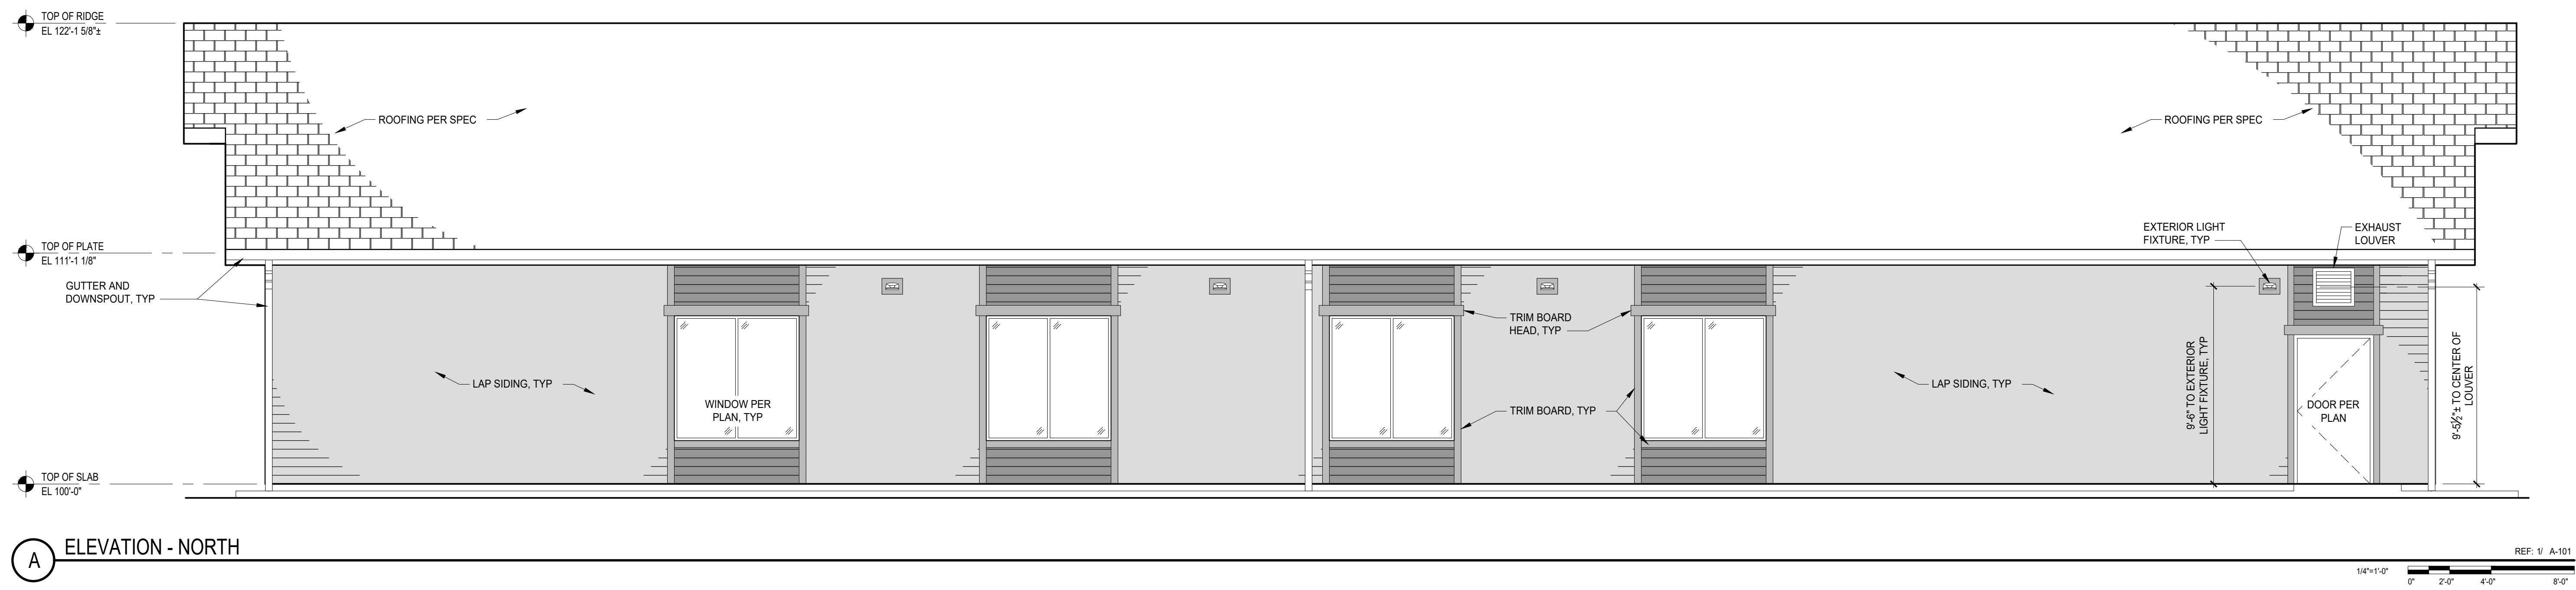 TOP OF RIDGE
EL 122'-1 5/8"±
ROOFING PER SPEC
ROOFING PER SPEC
TOP OF PLATE
EL 111'-1 1/8"
GUTTER AND
DOWNSPOUT, TYP
EXTERIOR LIGHT
FIXTURE, TYP
EXHAUST
LOUVER
TRIM BOARD
HEAD, TYP
LAP SIDING, TYP
WINDOW PER
PLAN, TYP
TRIM BOARD, TYP
LAP SIDING, TYP
9'-6" TO EXTERIOR
LIGHT FIXTURE, TYP
DOOR PER
PLAN
9'-5½"± TO CENTER OF
LOUVER
TOP OF SLAB
EL 100'-0"
A
ELEVATION - NORTH
REF: 1/ A-101
1/4"=1'-0"
0" 2'-0" 4'-0" 8'-0"